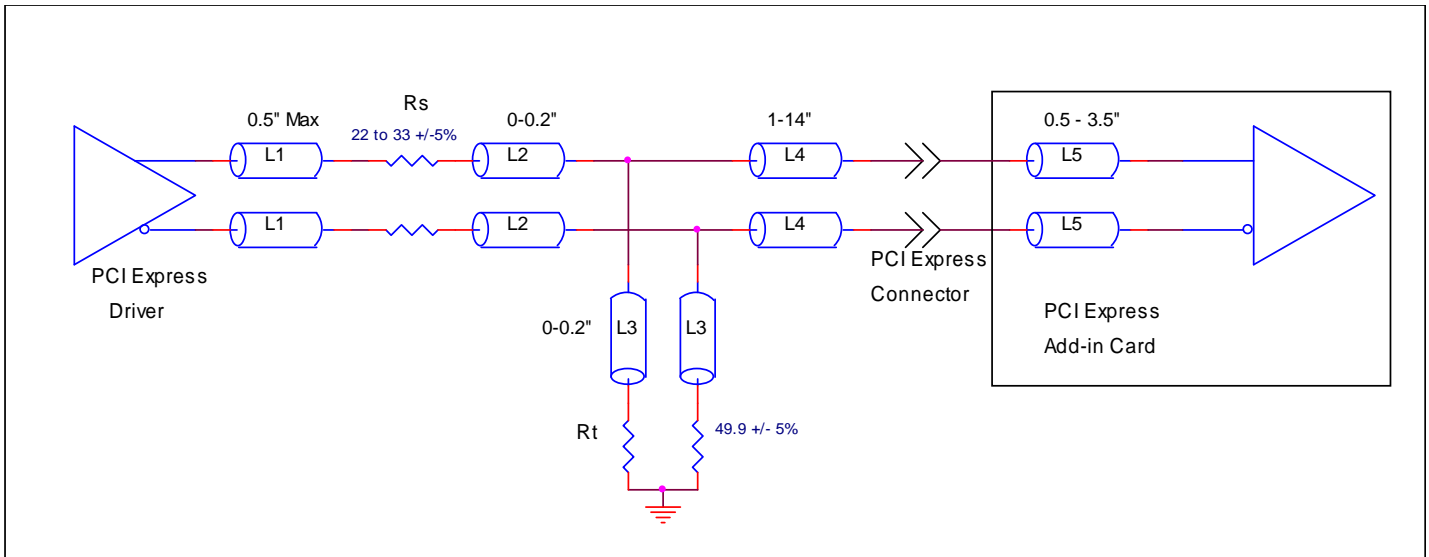 Rs
0.5" Max
22 to 33 +/-5%
0-0.2"
1-14"
0.5 - 3.5"
L1
L2
L4
L5
L1
L2
L4
L5
PCI Express
Driver
PCI Express
Connector
PCI Express
Add-in Card
0-0.2"
L3
L3
Rt
49.9 +/- 5%